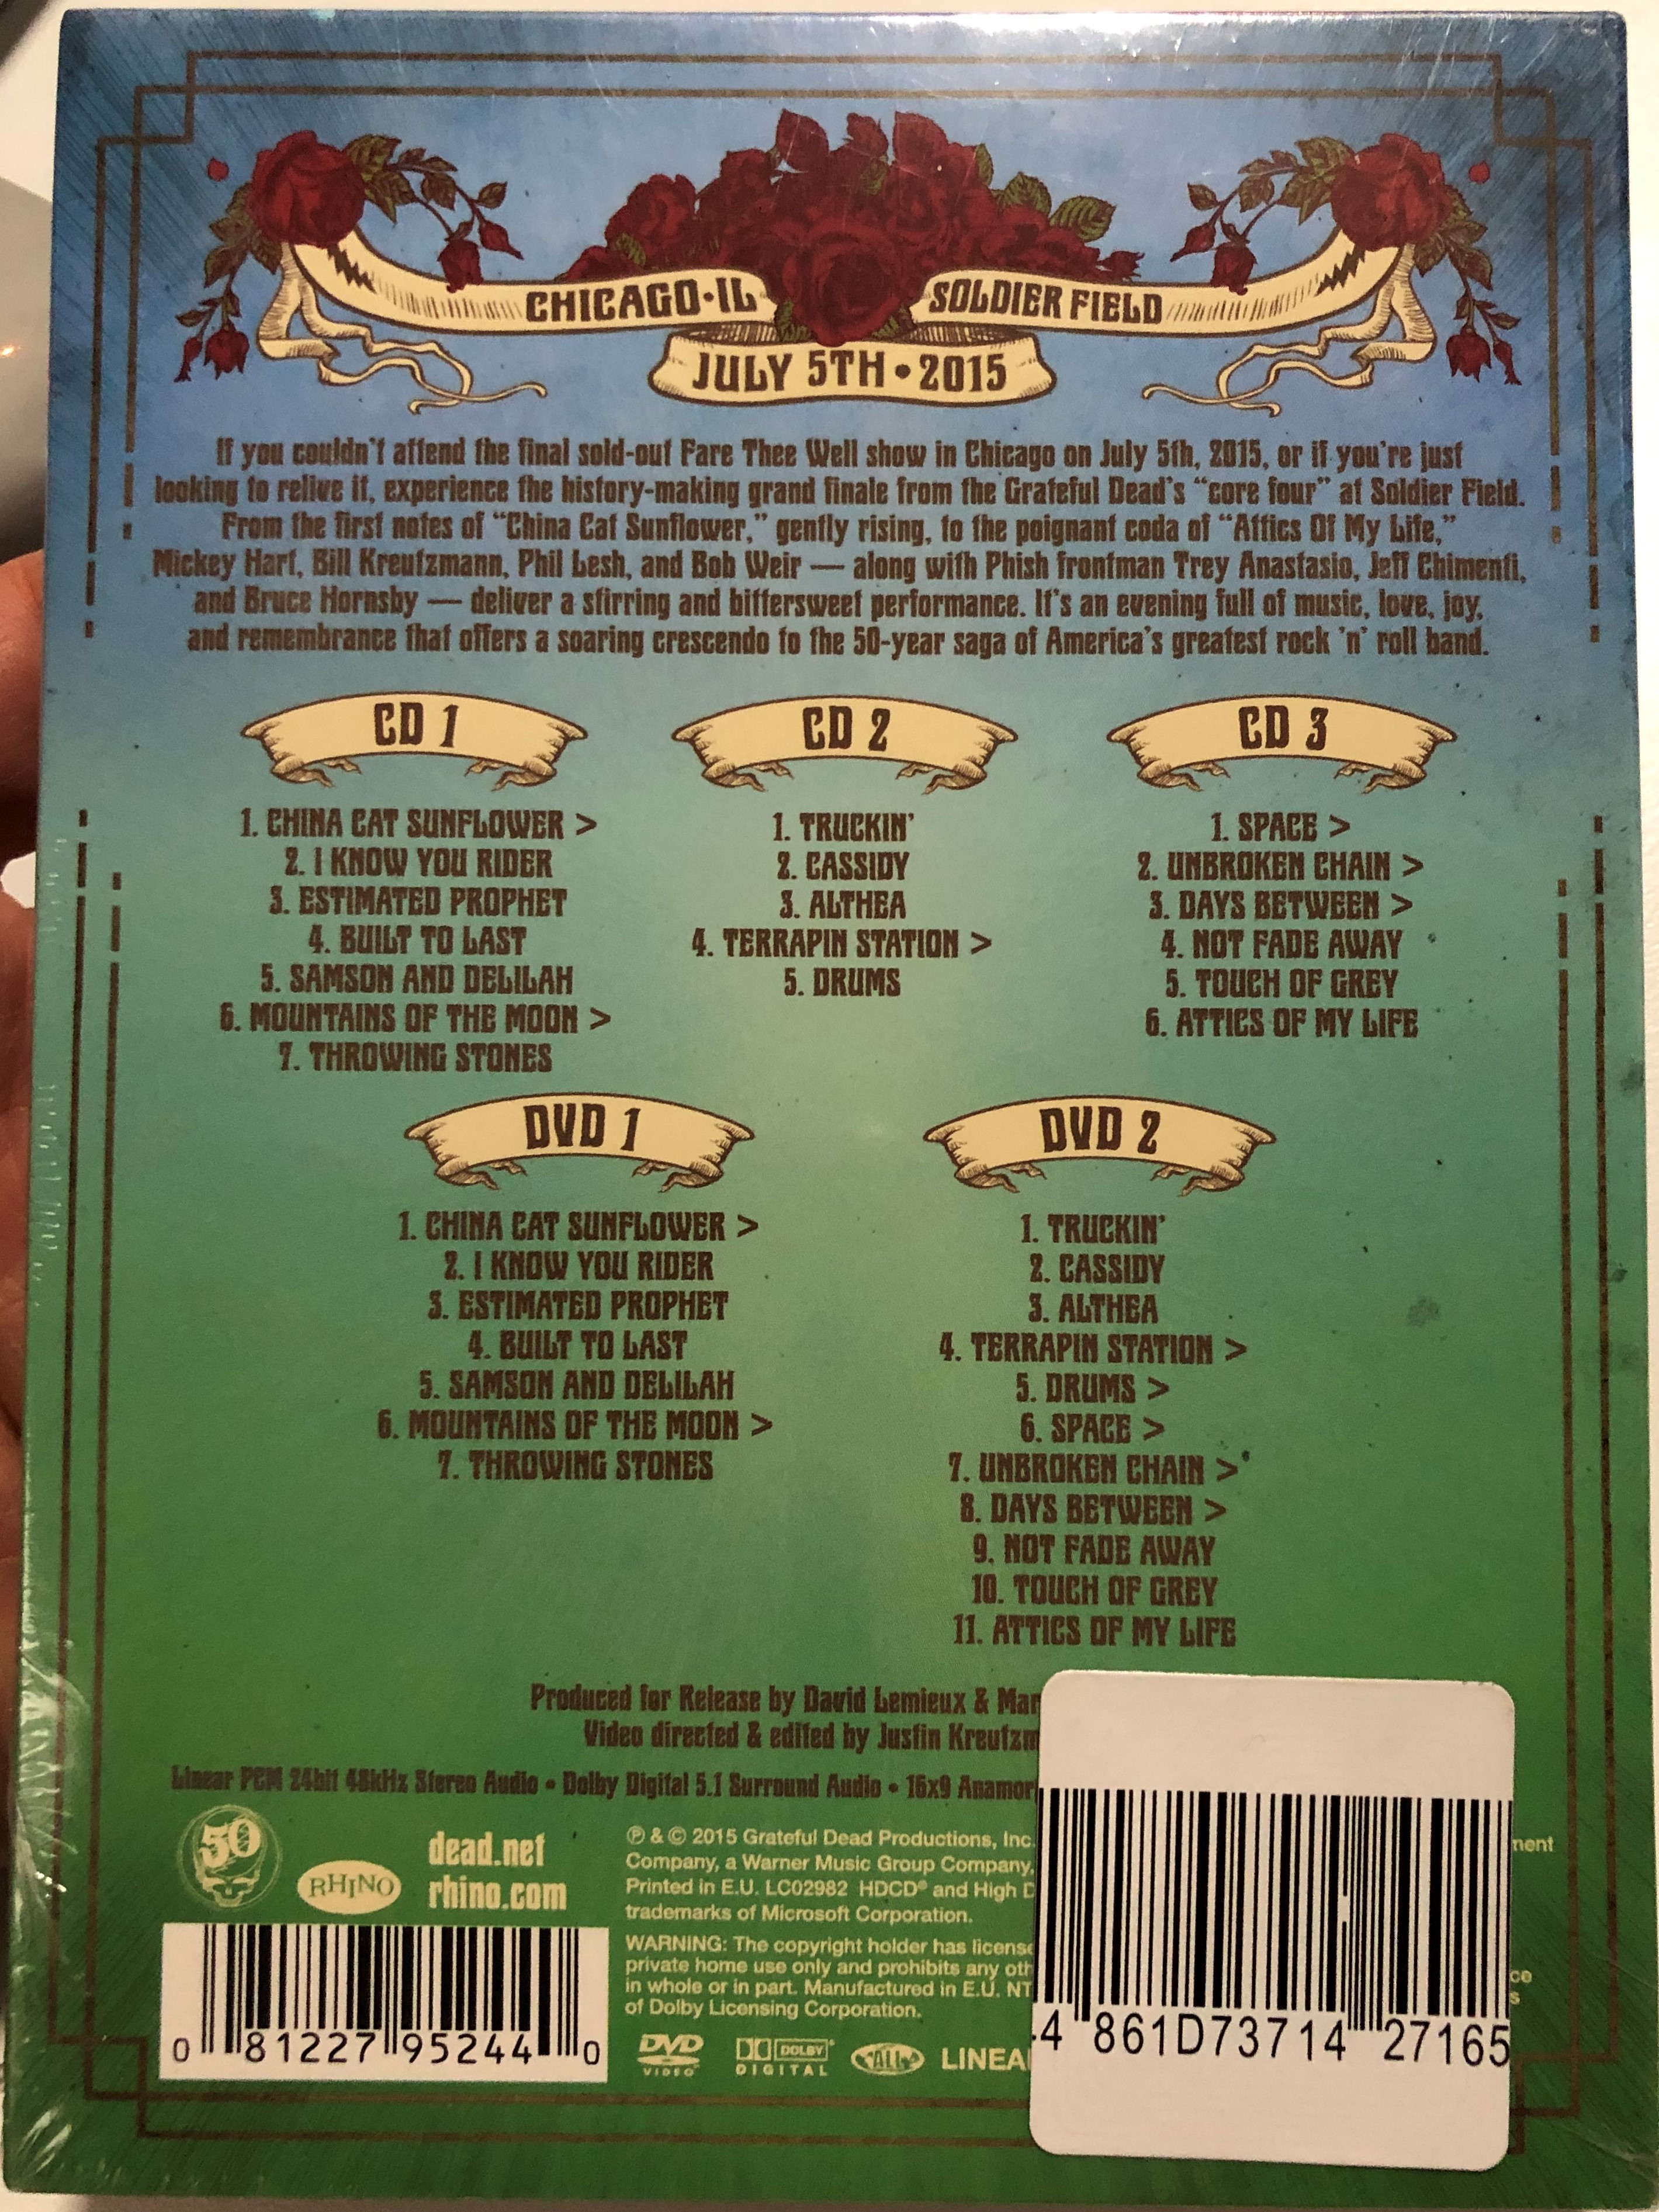 CHICAGO·IL SOLDIER FIELD
JULY 5TH • 2015
If you couldn't attend the final sold-out Fare Thee Well show in Chicago on July 5th, 2015, or if you're just
looking to relive it, experience the history-making grand finale from the Grateful Dead's "core four" at Soldier Field.
From the first notes of "China Cat Sunflower," gently rising, to the poignant coda of "Attics Of My Life,"
Mickey Hart, Bill Kreutzmann, Phil Lesh, and Bob Weir — along with Phish frontman Trey Anastasio, Jeff Chimenti,
and Bruce Hornsby — deliver a stirring and bittersweet performance. It's an evening full of music, love, joy,
and remembrance that offers a soaring crescendo to the 50-year saga of America's greatest rock 'n' roll band.
CD 1
1. CHINA CAT SUNFLOWER >
2. I KNOW YOU RIDER
3. ESTIMATED PROPHET
4. BUILT TO LAST
5. SAMSON AND DELILAH
6. MOUNTAINS OF THE MOON >
7. THROWING STONES
CD 2
1. TRUCKIN'
2. CASSIDY
3. ALTHEA
4. TERRAPIN STATION >
5. DRUMS
CD 3
1. SPACE >
2. UNBROKEN CHAIN >
3. DAYS BETWEEN >
4. NOT FADE AWAY
5. TOUCH OF GREY
6. ATTICS OF MY LIFE
DVD 1
1. CHINA CAT SUNFLOWER >
2. I KNOW YOU RIDER
3. ESTIMATED PROPHET
4. BUILT TO LAST
5. SAMSON AND DELILAH
6. MOUNTAINS OF THE MOON >
7. THROWING STONES
DVD 2
1. TRUCKIN'
2. CASSIDY
3. ALTHEA
4. TERRAPIN STATION >
5. DRUMS >
6. SPACE >
7. UNBROKEN CHAIN >
8. DAYS BETWEEN >
9. NOT FADE AWAY
10. TOUCH OF GREY
11. ATTICS OF MY LIFE
Produced for Release by David Lemieux &
Video directed & edited by Justin
Linear PCM 24bit 48kHz Stereo Audio • Dolby Digital 5.1 Surround Audio • 16x9
50
RHINO
dead.net
rhino.com
℗ & © 2015 Grateful Dead Productions, Inc.
Company, a Warner Music Group Company,
Printed in E.U. LC02982 HDCD® and High
trademarks of Microsoft Corporation.
WARNING: The copyright holder has
private home use only and prohibits any
in whole or in part. Manufactured in E.U.
of Dolby Licensing Corporation.
0 81227 95244 0
DVD VIDEO
DOLBY DIGITAL
ALL
4 861D73714 27165